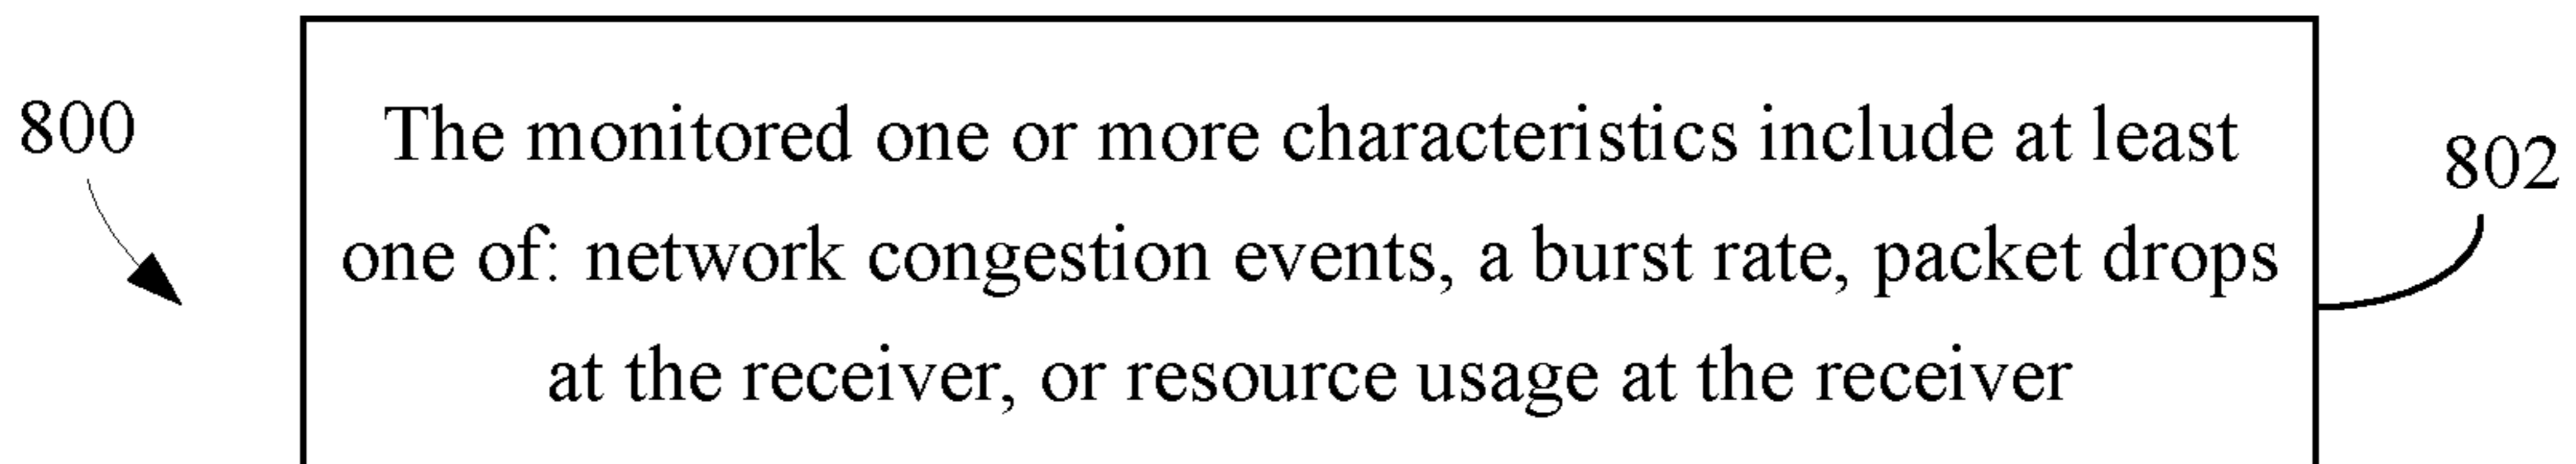 800
The monitored one or more characteristics include at least
one of: network congestion events, a burst rate, packet drops
at the receiver, or resource usage at the receiver
802